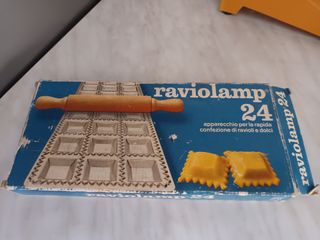 raviolamp
24
apparecchio per la rapida
confezione di ravioli e dolci
raviolamp 24